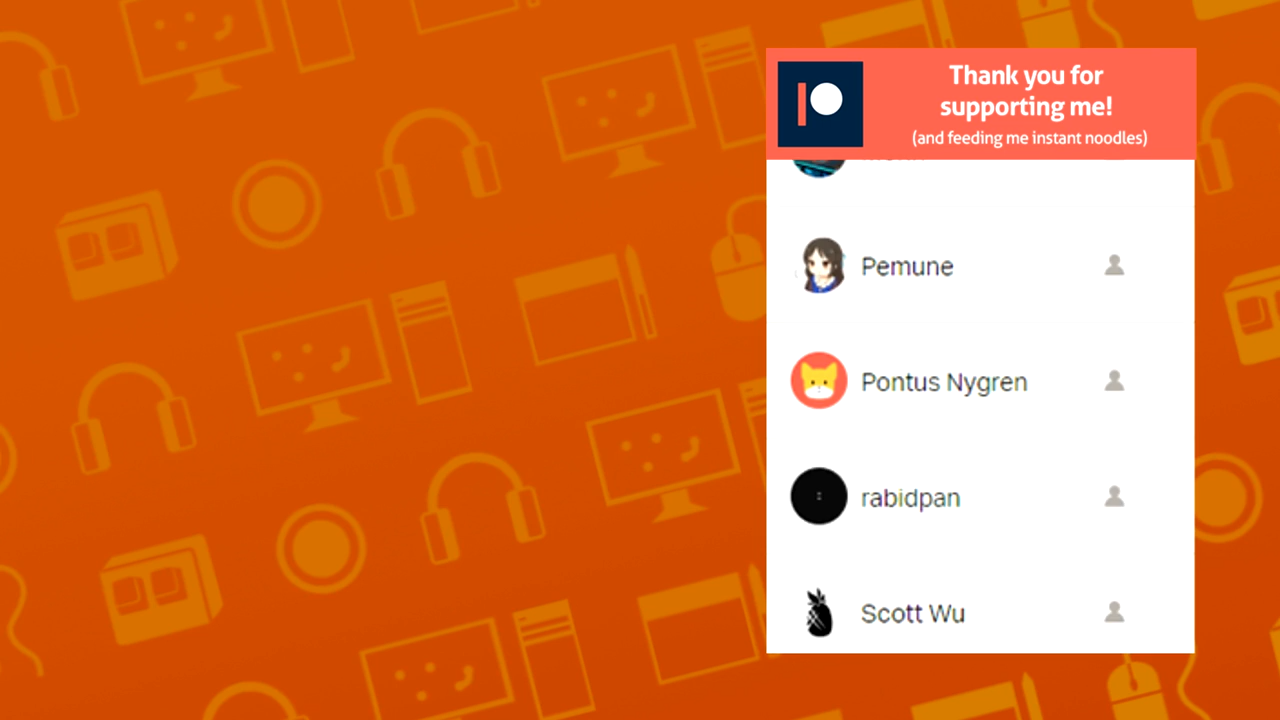 Thank you for
supporting me!
(and feeding me instant noodles)
Pemune
Pontus Nygren
rabidpan
Scott Wu